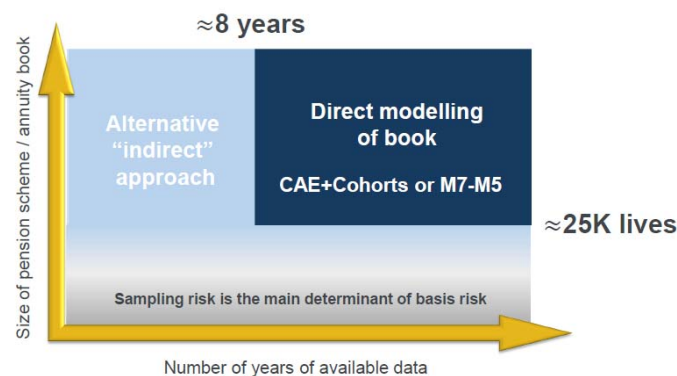 ≈8 years
Size of pension scheme / annuity book
Alternative
“indirect”
approach
Direct modelling
of book
CAE+Cohorts or M7-M5
≈25K lives
Sampling risk is the main determinant of basis risk
Number of years of available data